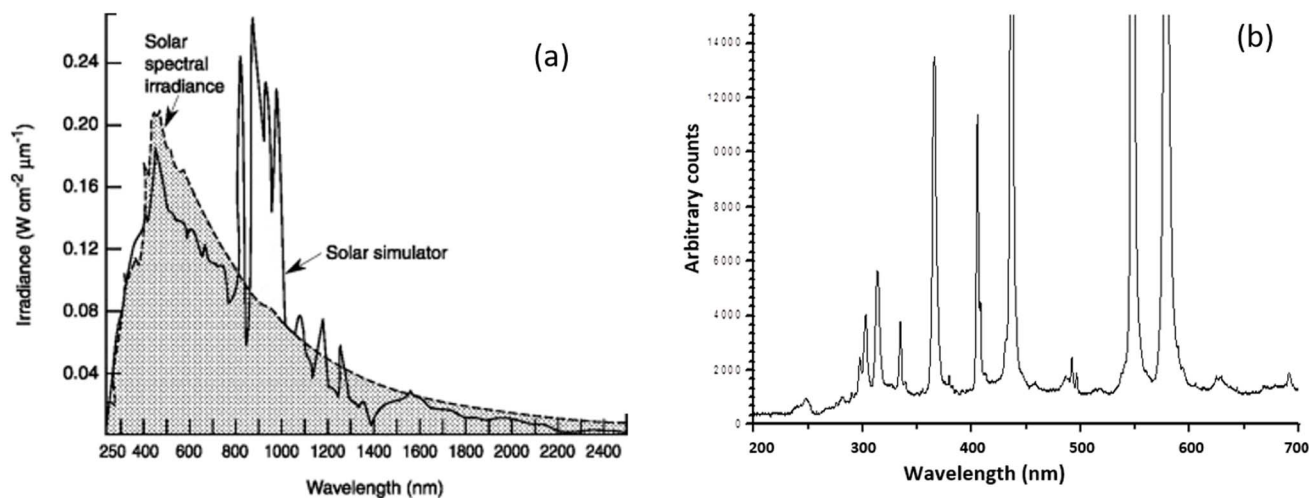 (a)
Solar
spectral
irradiance
Solar simulator
0.24
0.20
0.16
0.12
0.08
0.04
Irradiance (W cm-2 μm-1)
250 400 600 800 1000 1200 1400 1600 1800 2000 2200 2400
Wavelength (nm)
(b)
14000
12000
10000
8000
6000
4000
2000
0
Arbitrary counts
200 300 400 500 600 700
Wavelength (nm)